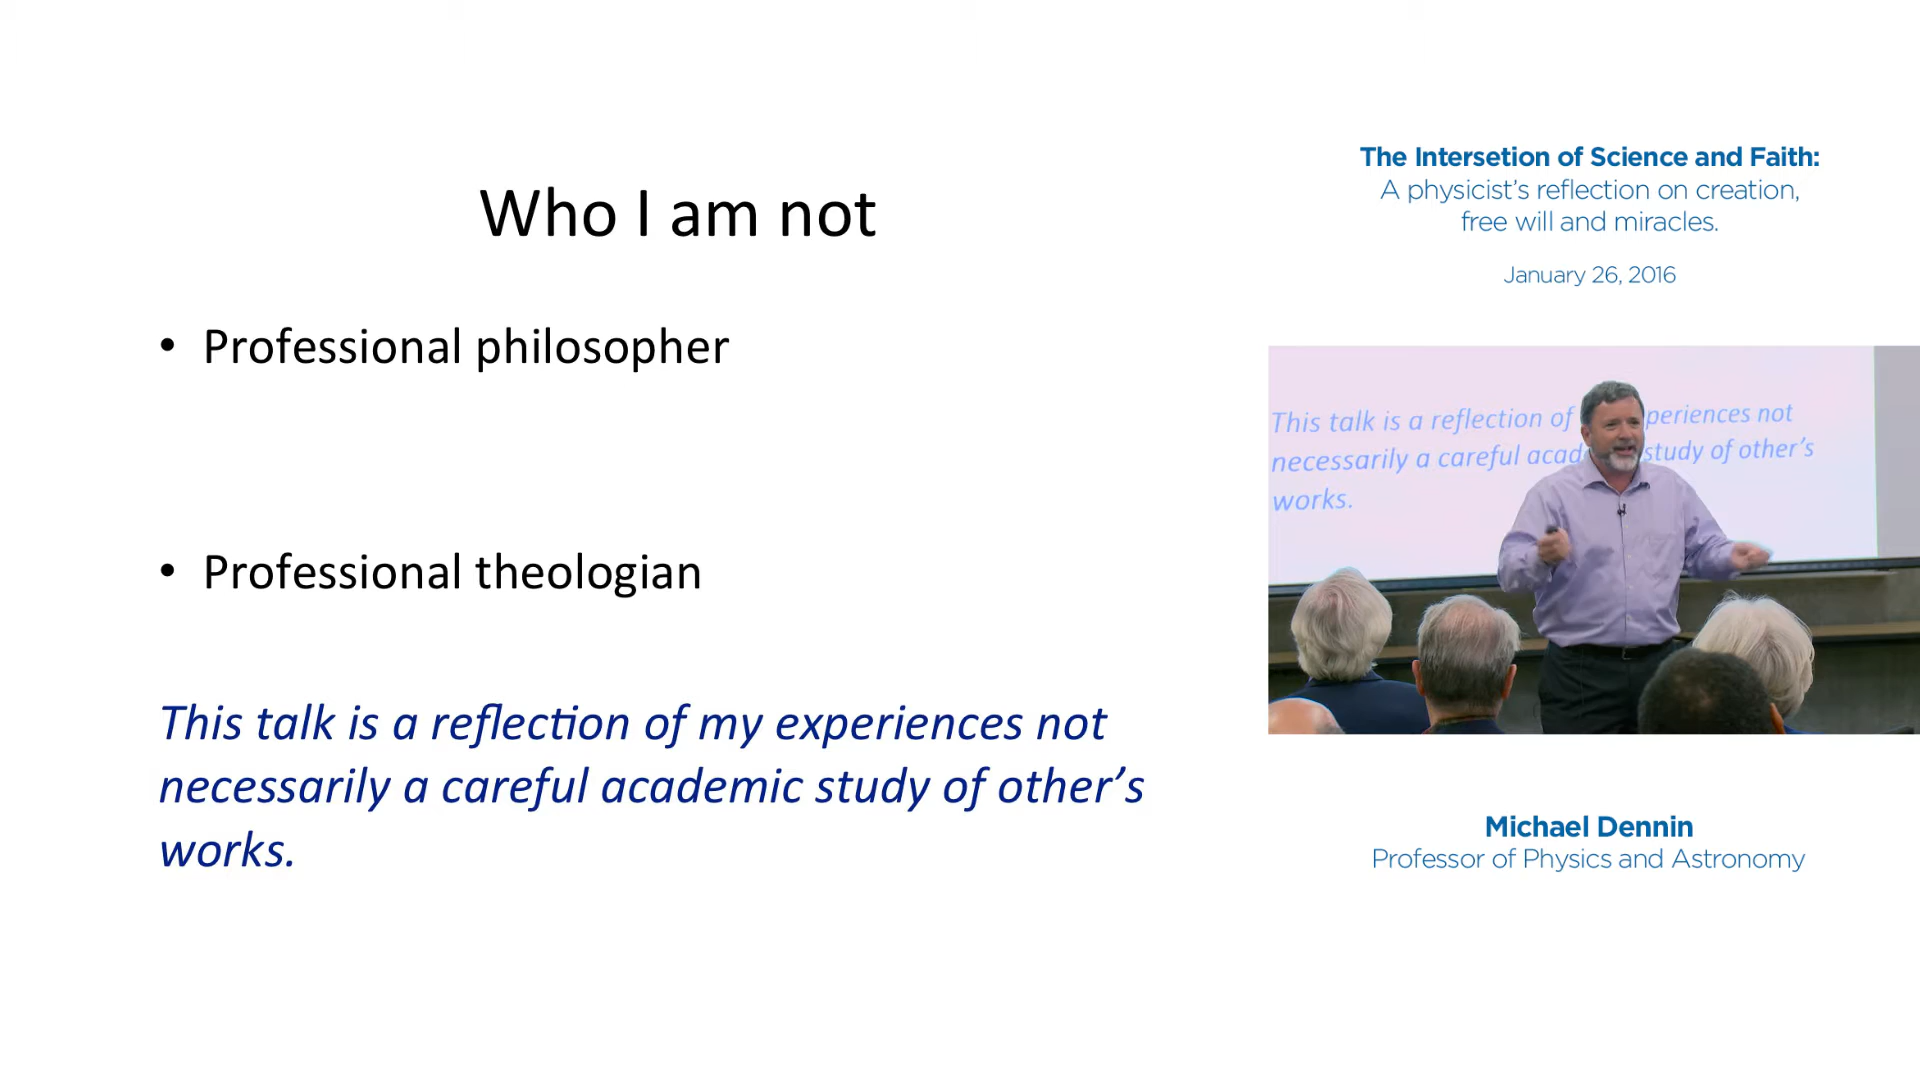 Who I am not
• Professional philosopher
• Professional theologian
This talk is a reflection of my experiences not
necessarily a careful academic study of other's
works.
The Intersetion of Science and Faith:
A physicist's reflection on creation,
free will and miracles.
January 26, 2016
This talk is a reflection of periences not
necessarily a careful acad study of other's
works.
Michael Dennin
Professor of Physics and Astronomy